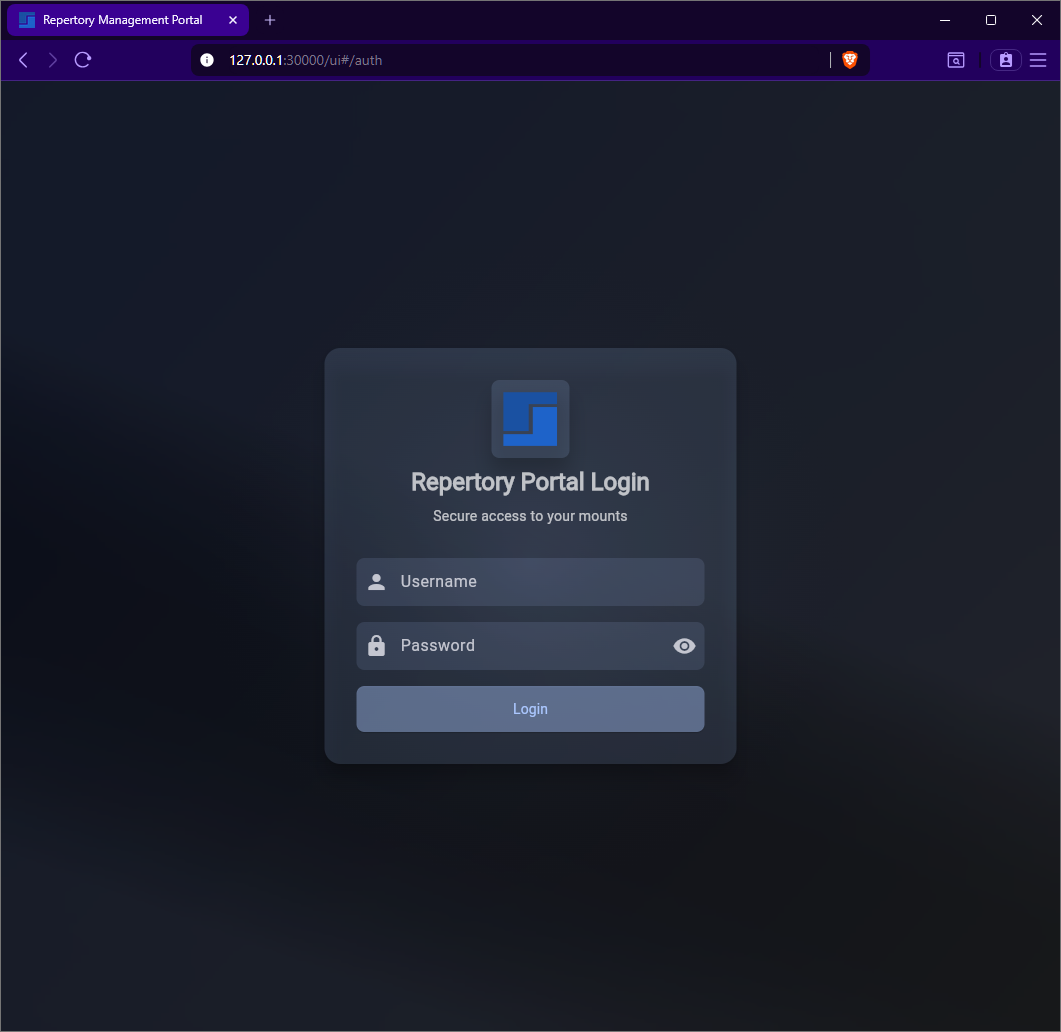 Repertory Management Portal
127.0.0.1:30000/ui#/auth
Repertory Portal Login
Secure access to your mounts
Username
Password
Login